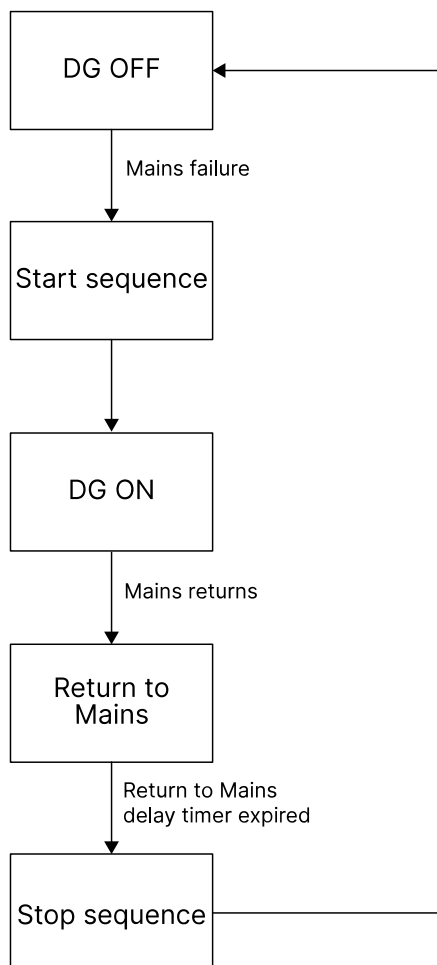 DG OFF
Mains failure
Start sequence
DG ON
Mains returns
Return to
Mains
Return to Mains
delay timer expired
Stop sequence